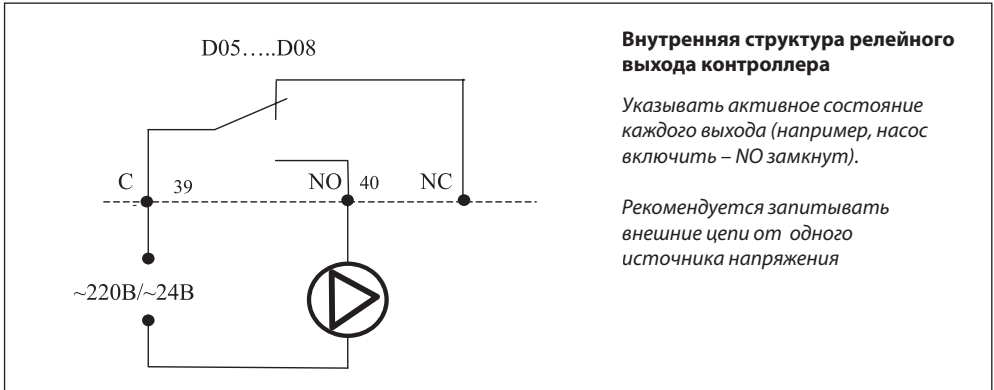 D05.....D08
C
39
NO
40
NC
~220В/~24В
Внутренняя структура релейного
выхода контроллера
Указывать активное состояние
каждого выхода (например, насос
включить – NO замкнут).
Рекомендуется запитывать
внешние цепи от одного
источника напряжения